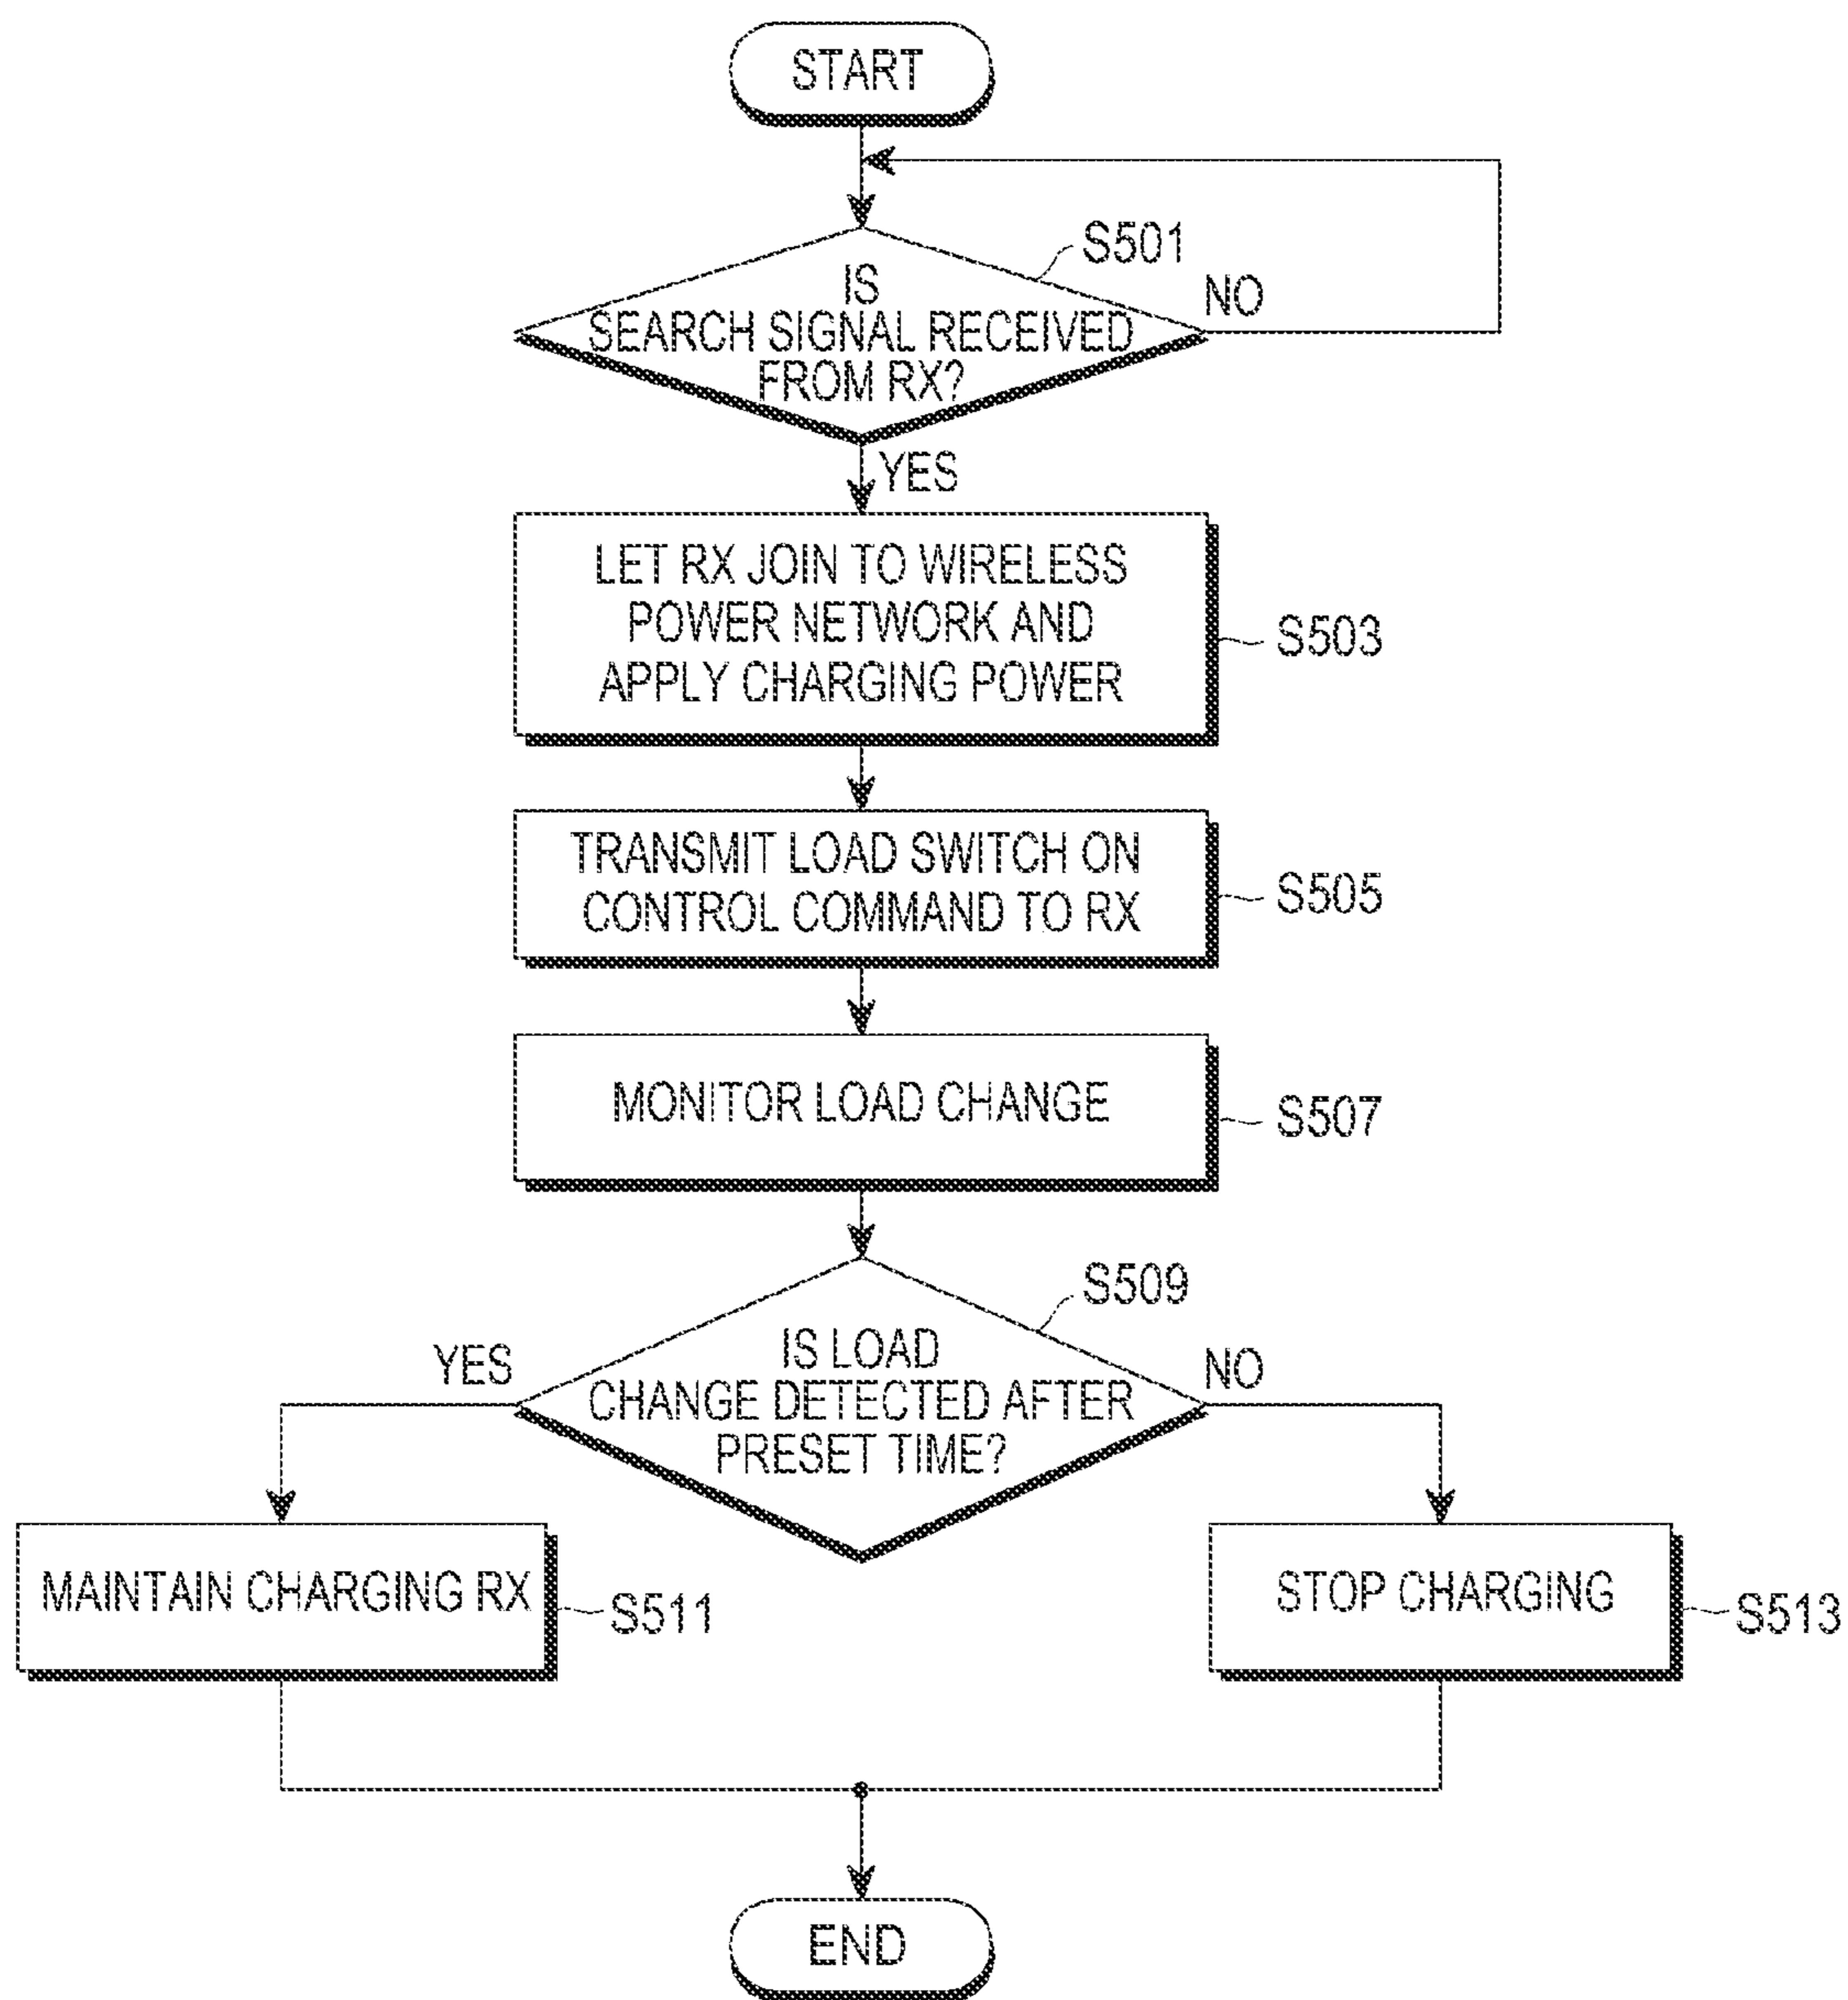 START
S501
IS
SEARCH SIGNAL RECEIVED
FROM RX?
NO
YES
LET RX JOIN TO WIRELESS
POWER NETWORK AND
APPLY CHARGING POWER
S503
TRANSMIT LOAD SWITCH ON
CONTROL COMMAND TO RX
S505
MONITOR LOAD CHANGE
S507
S509
YES
IS LOAD
CHANGE DETECTED AFTER
PRESET TIME?
NO
MAINTAIN CHARGING RX
S511
STOP CHARGING
S513
END